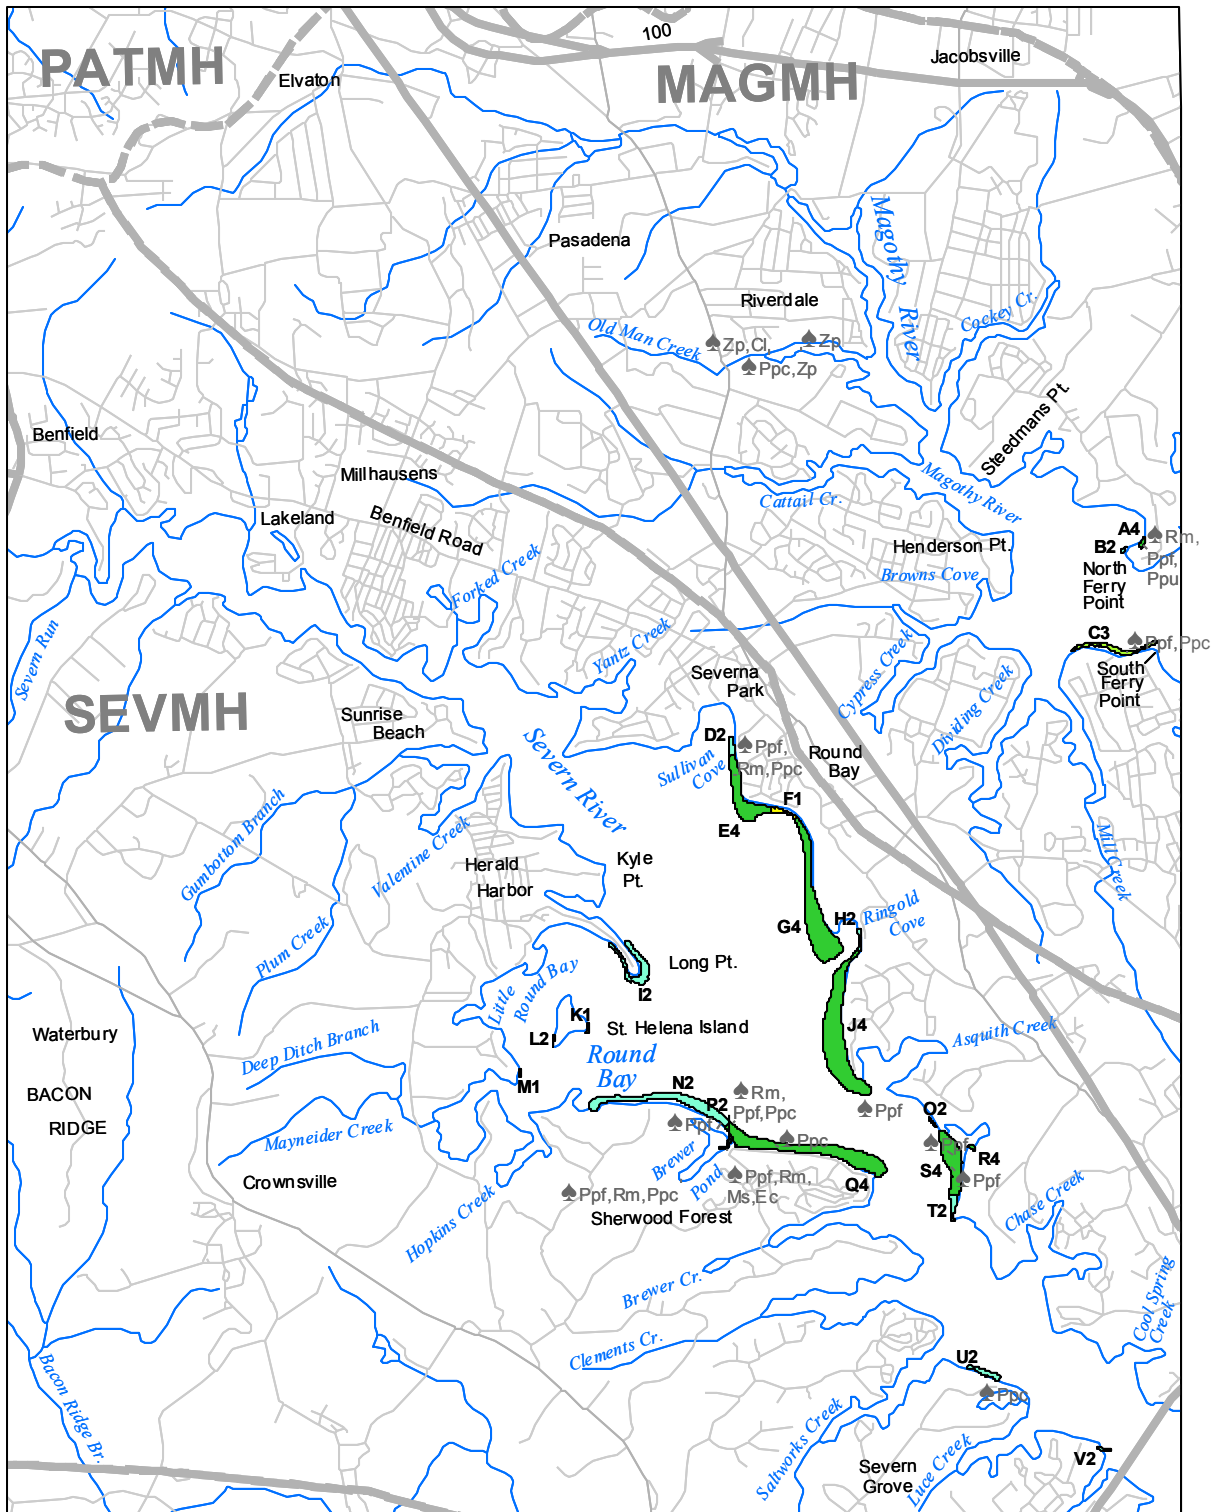 100
PATMH
Elvaton
MAGMH
Jacobsville
Pasadena
Magothy River
Riverdale
Cockey Cr.
Old Man Creek
Zp,Cl,
Zp
Ppc,Zp
Steedmans Pt.
Benfield
Millhausens
Cattail Cr.
Magothy River
Lakeland
Benfield Road
A4
Rm,
Ppf,
Ppu
B2
North
Ferry
Point
Henderson Pt.
Browns Cove
Forked Creek
Severn Run
Yantz Creek
Cypress Creek
C3
Ppf,Ppc
South
Ferry
Point
Severna
Park
Dividing Creek
SEVMH
Sunrise
Beach
Severn River
D2
Ppf,
Rm,Ppc
Sullivan
Cove
Round
Bay
F1
E4
Gumbottom Branch
Valentine Creek
Mill Creek
Herald
Harbor
Kyle
Pt.
G4
H2
Ringold
Cove
Plum Creek
Little
Round Bay
Long Pt.
I2
K1
L2
St. Helena Island
J4
Asquith Creek
Waterbury
Deep Ditch Branch
Round
Bay
M1
BACON
RIDGE
N2
P2
Rm,
Ppf,Ppc
Ppf
Ppf
O2
Mayneider Creek
Ppc
Ppf
R4
S4
Ppf
Brewer
Pond
Ppf,Rm,
Ms,Ec
Q4
Crownsville
Ppf,Rm,Ppc
Sherwood Forest
T2
Chase Creek
Hopkins Creek
Brewer Cr.
Cool Spring
Creek
Clements Cr.
U2
Ppc
Bacon Ridge Br.
Saltworks Creek
Luce Creek
Severn
Grove
V2